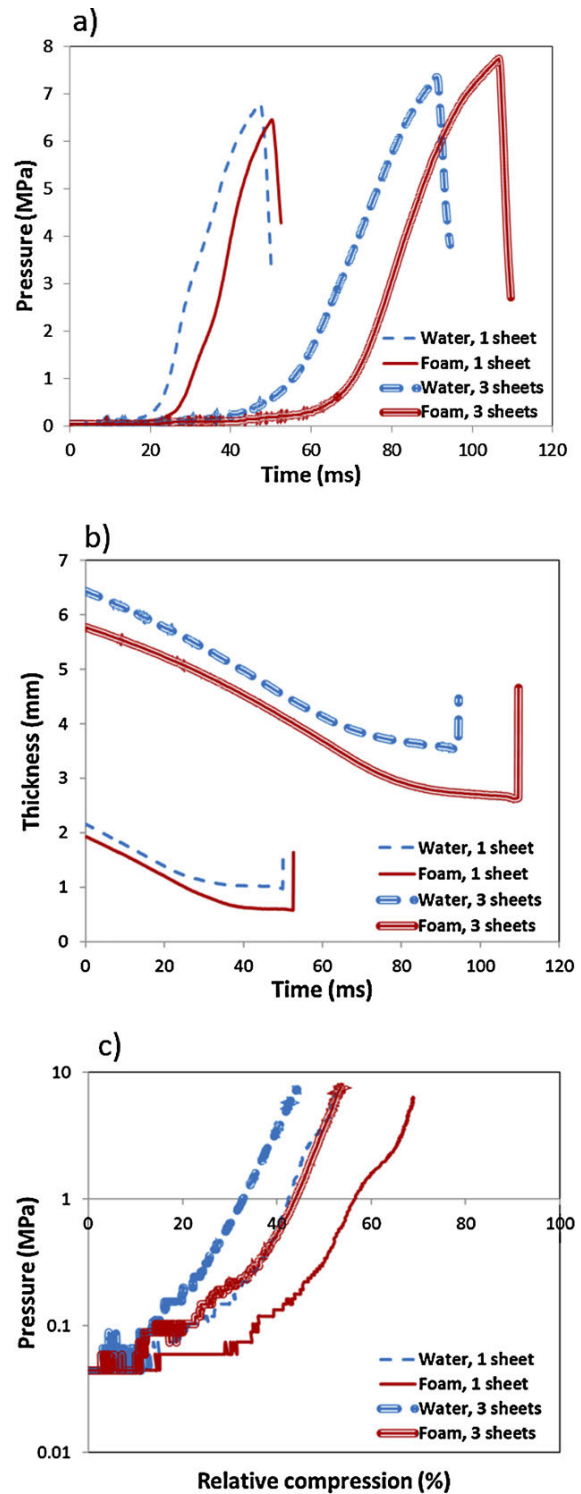 a)
8
7
6
5
4
3
2
1
0
Pressure (MPa)
Water, 1 sheet
Foam, 1 sheet
Water, 3 sheets
Foam, 3 sheets
0 20 40 60 80 100 120
Time (ms)
b)
7
6
5
4
3
2
1
0
Thickness (mm)
Water, 1 sheet
Foam, 1 sheet
Water, 3 sheets
Foam, 3 sheets
0 20 40 60 80 100 120
Time (ms)
c)
10
1
0.1
0.01
Pressure (MPa)
0 20 40 60 80 100
Water, 1 sheet
Foam, 1 sheet
Water, 3 sheets
Foam, 3 sheets
Relative compression (%)